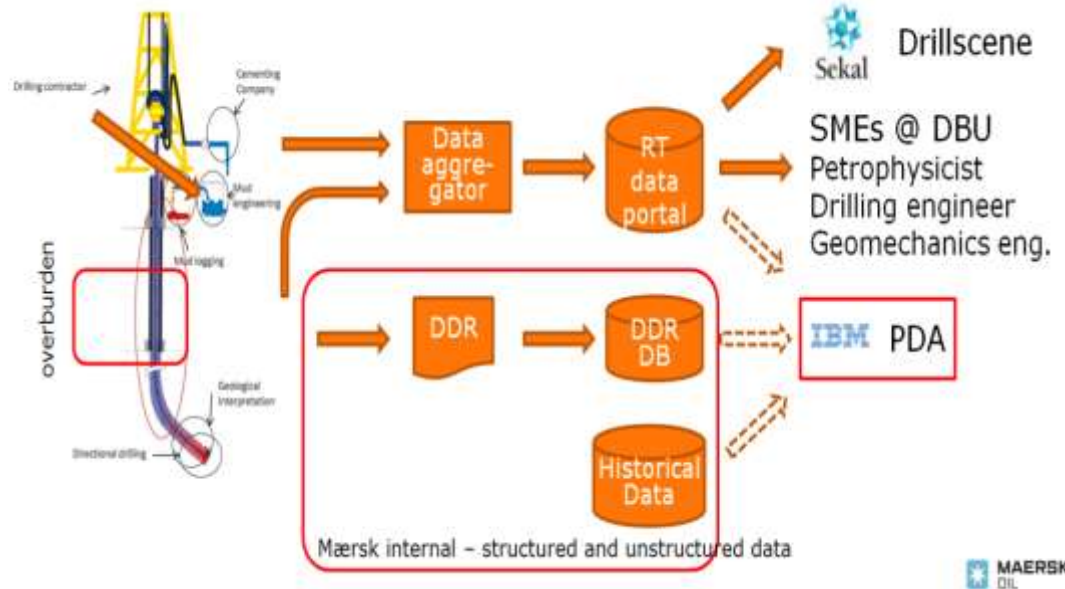 Drilling contractor
Cementing
Company
Mud
engineering
Mud logging
overburden
Geological
Interpretation
Directional drilling
Data
aggre-
gator
RT
data
portal
Sekal
Drillscene
SMEs @ DBU
Petrophysicist
Drilling engineer
Geomechanics eng.
DDR
DDR
DB
IBM PDA
Historical
Data
Mærsk internal – structured and unstructured data
MAERSK
OIL